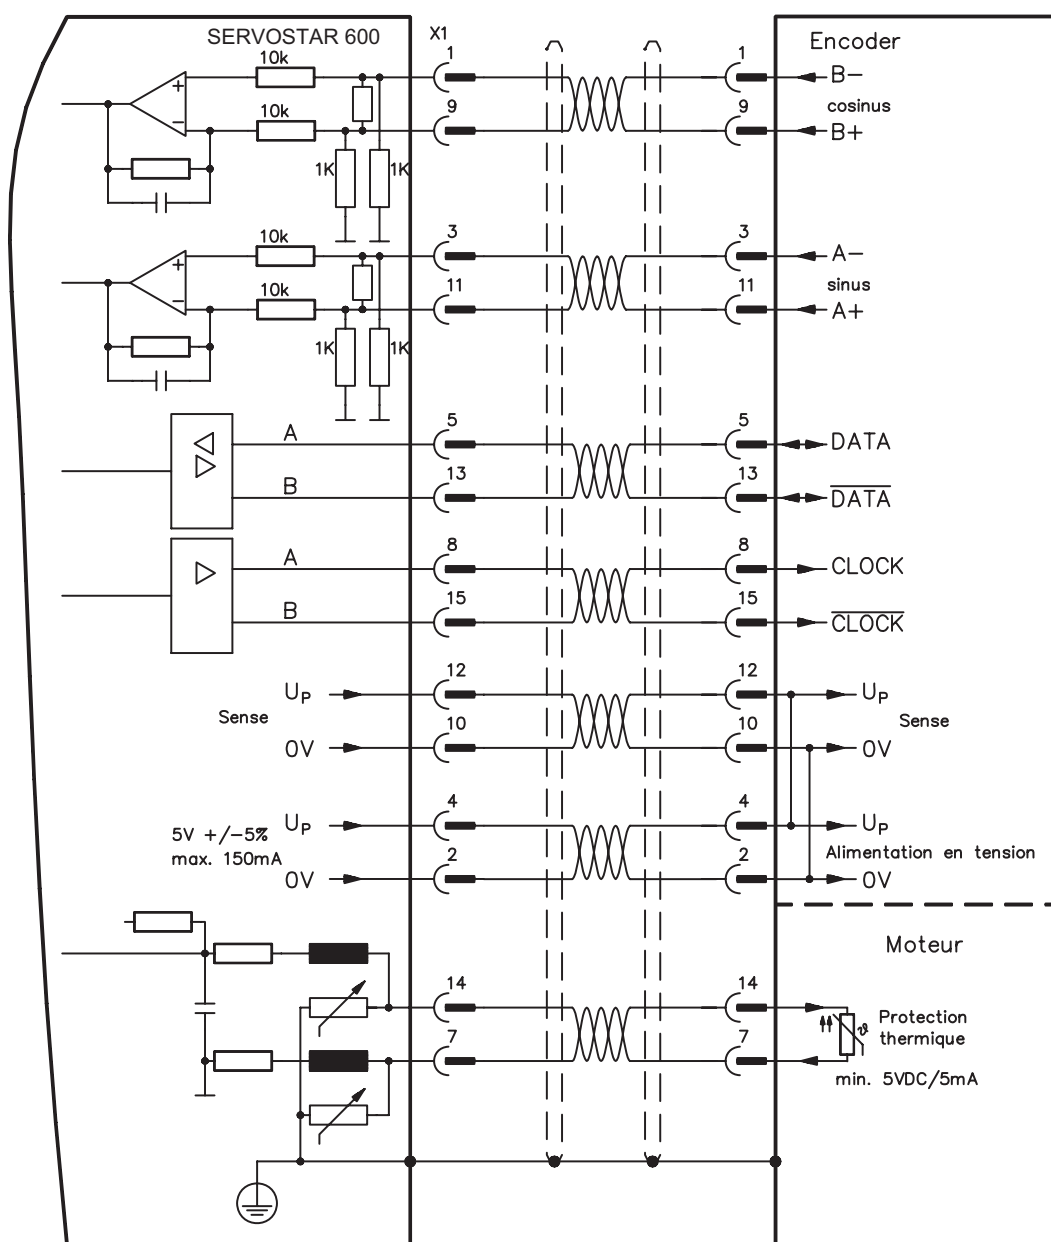 SERVOSTAR 600
X1
Encoder
10k
1
1
B−
cosinus
10k
9
9
B+
1K
1K
10k
3
3
A−
sinus
10k
11
11
A+
1K
1K
A
5
5
DATA
B
13
13
D̅A̅T̅A̅
A
8
8
CLOCK
B
15
15
C̅L̅O̅C̅K̅
UP
12
12
UP
Sense
Sense
0V
10
10
0V
5V +/−5%
max. 150mA
UP
4
4
UP
Alimentation en tension
0V
2
2
0V
Moteur
14
14
Protection
thermique
ϑ
7
7
min. 5VDC/5mA